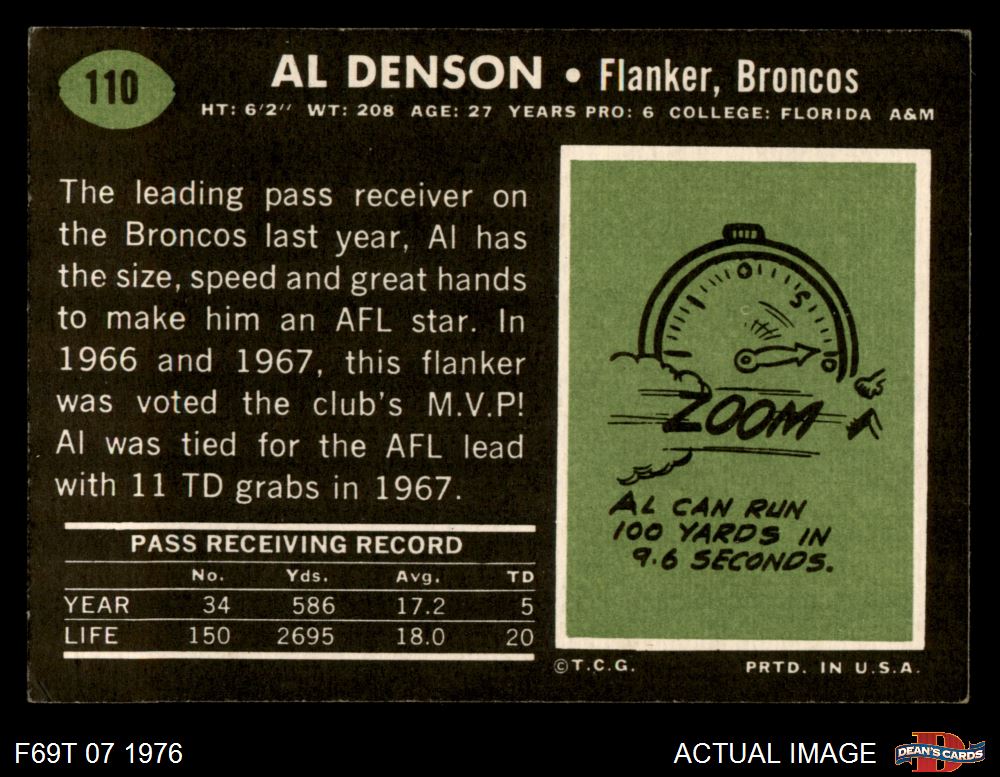 110
AL DENSON • Flanker, Broncos
HT: 6'2" WT: 208 AGE: 27 YEARS PRO: 6 COLLEGE: FLORIDA A&M
The leading pass receiver on
the Broncos last year, Al has
the size, speed and great hands
to make him an AFL star. In
1966 and 1967, this flanker
was voted the club's M.V.P!
Al was tied for the AFL lead
with 11 TD grabs in 1967.
PASS RECEIVING RECORD
No. Yds. Avg. TD
YEAR 34 586 17.2 5
LIFE 150 2695 18.0 20
0 5 10
ZOOM
AL CAN RUN
100 YARDS IN
9.6 SECONDS.
©T.C.G. PRTD. IN U.S.A.
F69T 07 1976
ACTUAL IMAGE
D
DEAN'S CARDS